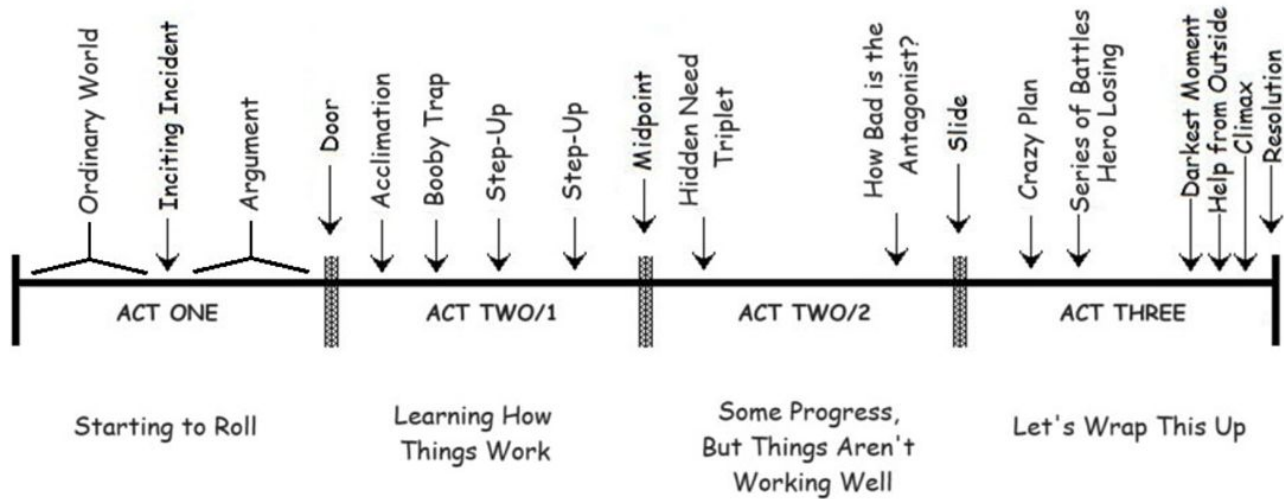 Ordinary World
Inciting Incident
Argument
Door
Acclimation
Booby Trap
Step-Up
Step-Up
Midpoint
Hidden Need
Triplet
How Bad is the
Antagonist?
Slide
Crazy Plan
Series of Battles
Hero Losing
Darkest Moment
Help from Outside
Climax
Resolution
ACT ONE
ACT TWO/1
ACT TWO/2
ACT THREE
Starting to Roll
Learning How
Things Work
Some Progress,
But Things Aren't
Working Well
Let's Wrap This Up